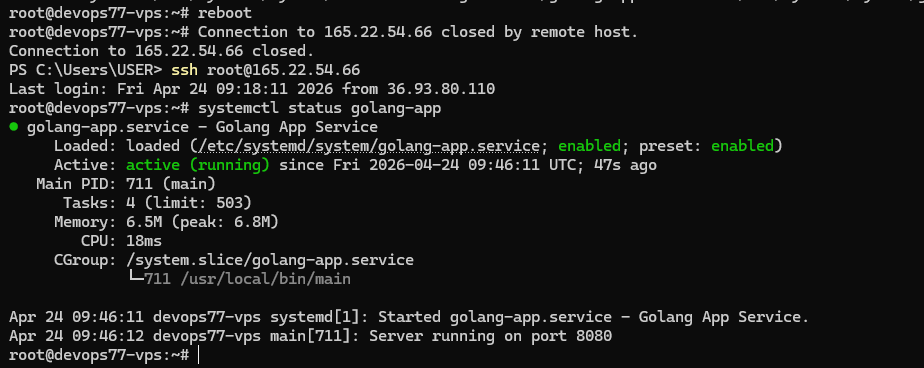 root@devops77-vps:~# reboot
root@devops77-vps:~# Connection to 165.22.54.66 closed by remote host.
Connection to 165.22.54.66 closed.
PS C:\Users\USER> ssh root@165.22.54.66
Last login: Fri Apr 24 09:18:11 2026 from 36.93.80.110
root@devops77-vps:~# systemctl status golang-app
● golang-app.service - Golang App Service
     Loaded: loaded (/etc/systemd/system/golang-app.service; enabled; preset: enabled)
     Active: active (running) since Fri 2026-04-24 09:46:11 UTC; 47s ago
   Main PID: 711 (main)
      Tasks: 4 (limit: 503)
     Memory: 6.5M (peak: 6.8M)
        CPU: 18ms
     CGroup: /system.slice/golang-app.service
             └─711 /usr/local/bin/main
Apr 24 09:46:11 devops77-vps systemd[1]: Started golang-app.service - Golang App Service.
Apr 24 09:46:12 devops77-vps main[711]: Server running on port 8080
root@devops77-vps:~#